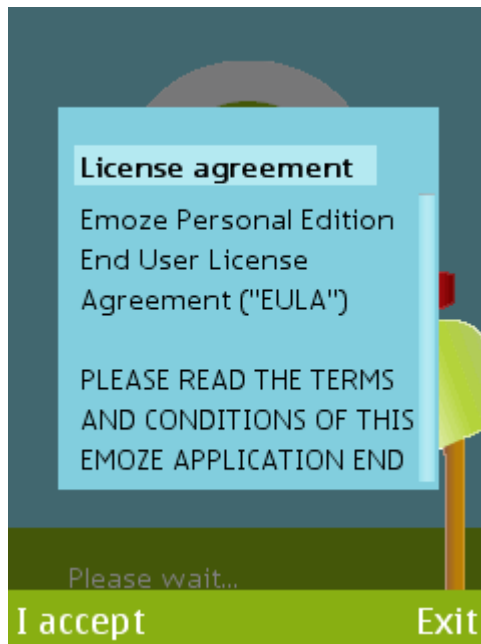 License agreement
Emoze Personal Edition
End User License
Agreement ("EULA")
PLEASE READ THE TERMS
AND CONDITIONS OF THIS
EMOZE APPLICATION END
Please wait...
I accept
Exit